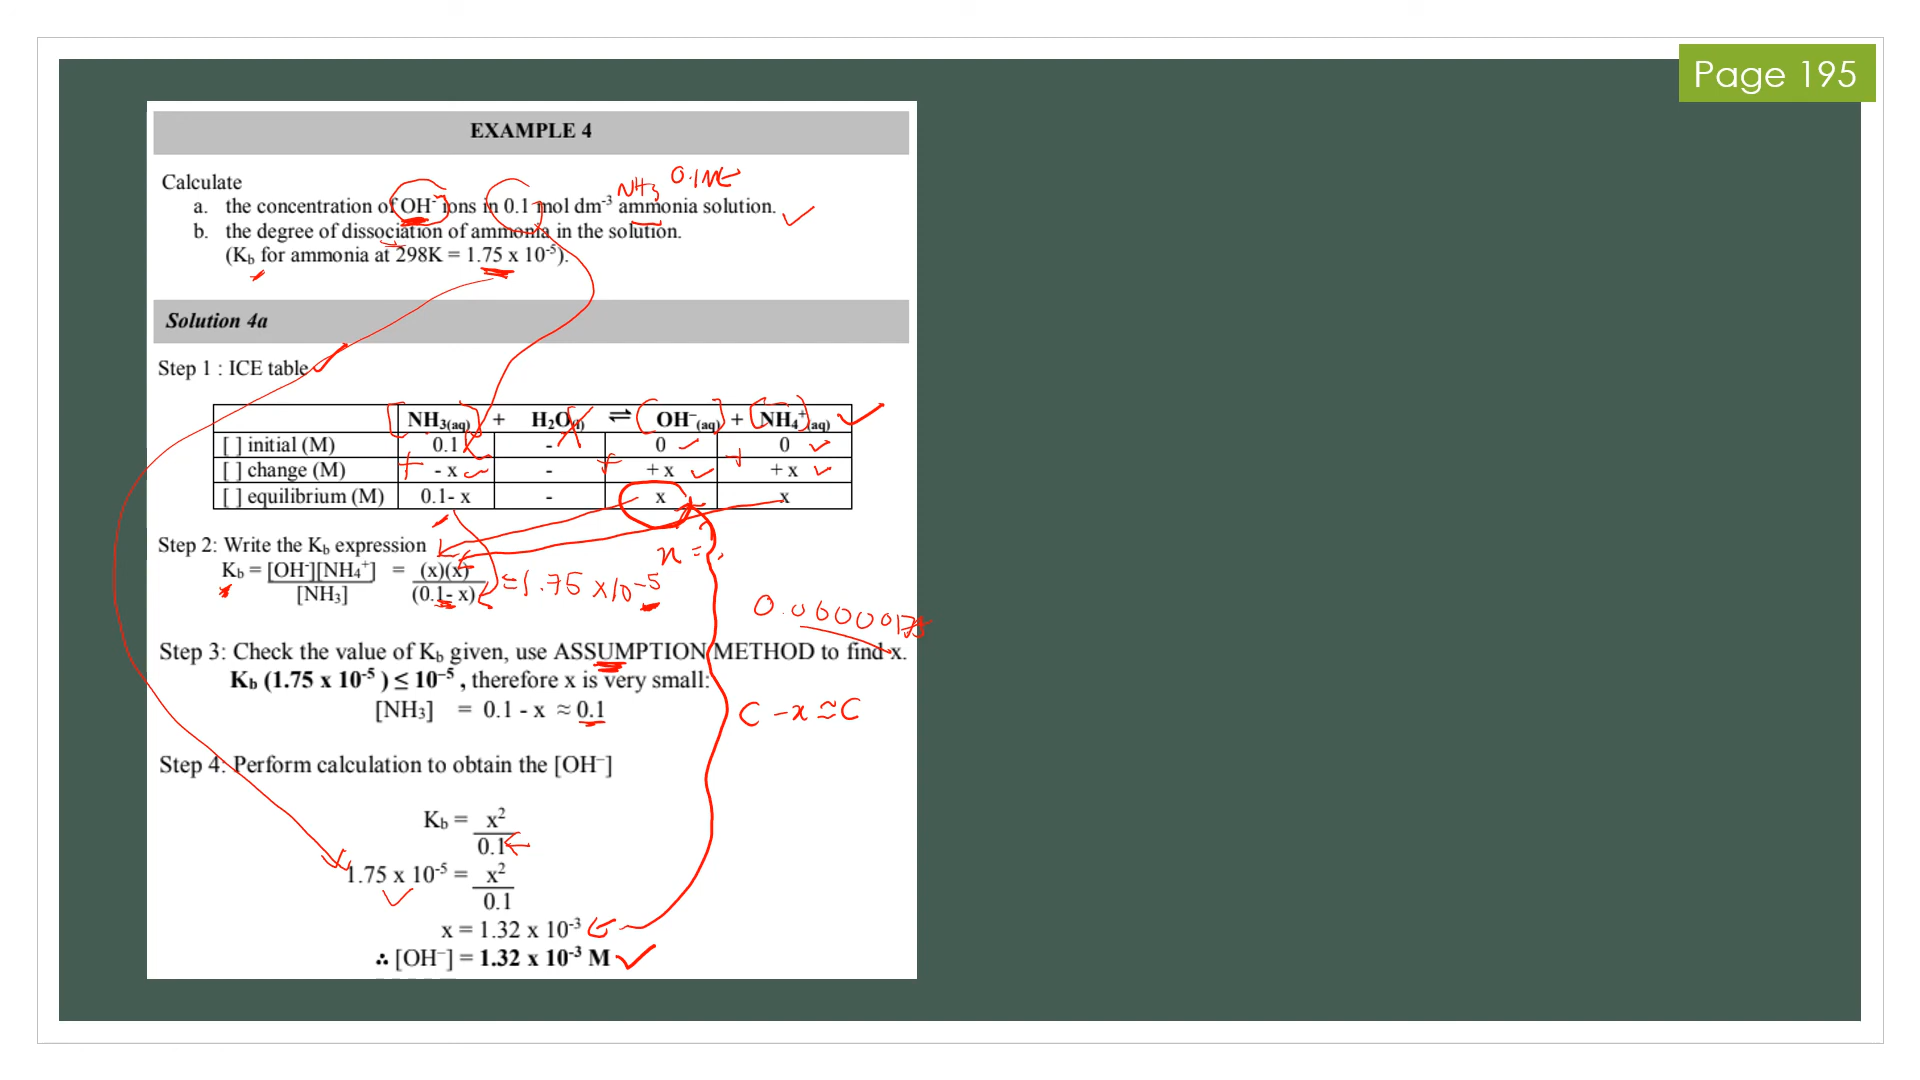 Page 195
EXAMPLE 4
Calculate
NH₃ 0.1M
a. the concentration of OH⁻ ions in 0.1 mol dm⁻³ ammonia solution.
b. the degree of dissociation of ammonia in the solution.
(K_b for ammonia at 298K = 1.75 x 10⁻⁵).
Solution 4a
Step 1 : ICE table
NH₃(aq) + H₂O(l) ⇌ OH⁻(aq) + NH₄⁺(aq)
[ ] initial (M) 0.1 - 0 0
[ ] change (M) - x - + x + x
[ ] equilibrium (M) 0.1- x - x x
Step 2: Write the K_b expression
x = ?
K_b = [OH⁻][NH₄⁺] = (x)(x) = 1.75 x 10⁻⁵
[NH₃] (0.1- x)
Step 3: Check the value of K_b given, use ASSUMPTION METHOD to find x.
K_b (1.75 x 10⁻⁵ ) ≤ 10⁻⁵ , therefore x is very small:
[NH₃] = 0.1 - x ≈ 0.1
C - x ≃ C
Step 4: Perform calculation to obtain the [OH⁻]
K_b = x²
0.1
1.75 x 10⁻⁵ = x²
0.1
x = 1.32 x 10⁻³
∴ [OH⁻] = 1.32 x 10⁻³ M